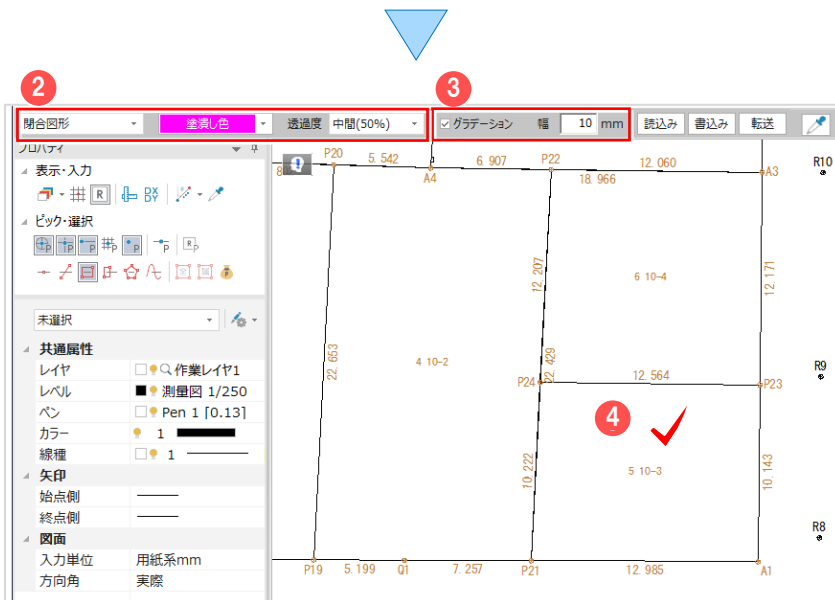 2
3
閉合図形
塗潰し色
透過度 中間(50%)
グラデーション 幅 10 mm
読込み
書込み
転送
プロパティ
表示・入力
R
DX
DY
ピック・選択
P P P P P P R P
未選択
共通属性
レイヤ 作業レイヤ1
レベル 測量図 1/250
ペン Pen 1 [0.13]
カラー 1
線種 1
矢印
始点側
終点側
図面
入力単位 用紙系mm
方向角 実際
8
P20
5.542
A4
6.907
P22
12.060
18.966
A3
R10
12.207
6 10-4
12.171
22.653
4 10-2
22.429
P24
12.564
P23
R9
4
10.222
5 10-3
10.143
R8
P19
5.199
Q1
7.257
P21
12.985
A1